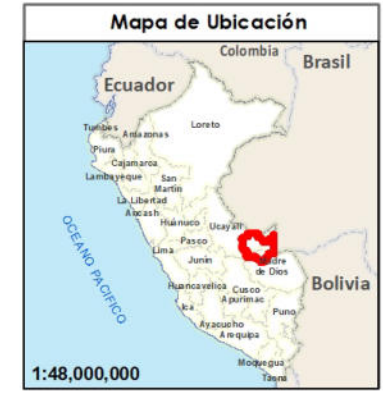 Mapa de Ubicación
Colombia
Brasil
Ecuador
Loreto
Tumbes
Amazonas
Piura
Cajamarca
Lambayeque
San
Martín
La Libertad
Ancash
Huánuco
Ucayali
Pasco
Lima
Junín
Madre
de Dios
OCEANO PACIFICO
Huancavelica
Cusco
Bolivia
Apurimac
Ica
Puno
Ayacucho
Arequipa
Moquegua
Tacna
1:48,000,000